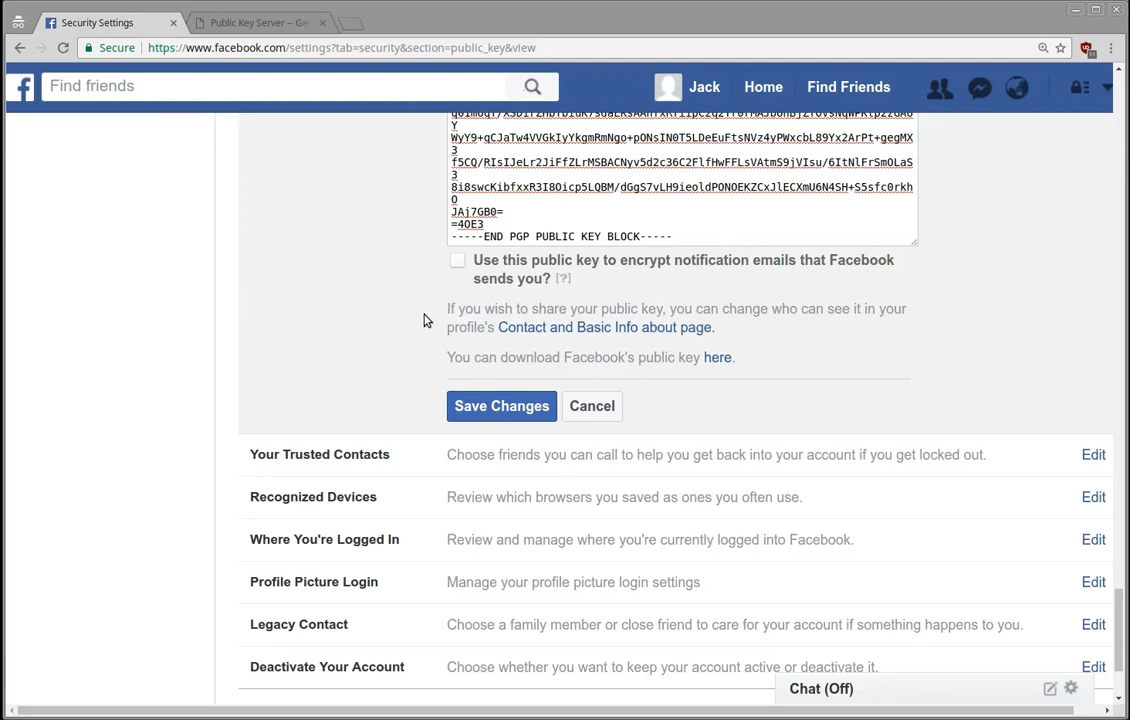 Security Settings
Public Key Server -- Ge
Secure
https://www.facebook.com/settings?tab=security&section=public_key&view
11
Find friends
Jack
Home
Find Friends
Y
WyY9+qCJaTw4VVGkIyYkgmRmNgo+pONsIN0T5LDeEuFtsNVz4yPWxcbL89Yx2ArPt+gegMX
3
f5CQ/RIsIJeLr2JiFfZLrMSBACNyv5d2c36C2FlfHwFFLsVAtmS9jVIsu/6ItNlFrSmOLaS
3
8i8swcKibfxxR3I8Oicp5LQBM/dGgS7vLH9ieoldPONOEKZCxJlECXmU6N4SH+S5sfc0rkh
O
JAj7GB0=
=4OE3
-----END PGP PUBLIC KEY BLOCK-----
Use this public key to encrypt notification emails that Facebook
sends you? [?]
If you wish to share your public key, you can change who can see it in your
profile's Contact and Basic Info about page.
You can download Facebook's public key here.
Save Changes
Cancel
Your Trusted Contacts
Choose friends you can call to help you get back into your account if you get locked out.
Edit
Recognized Devices
Review which browsers you saved as ones you often use.
Edit
Where You're Logged In
Review and manage where you're currently logged into Facebook.
Edit
Profile Picture Login
Manage your profile picture login settings
Edit
Legacy Contact
Choose a family member or close friend to care for your account if something happens to you.
Edit
Deactivate Your Account
Choose whether you want to keep your account active or deactivate it.
Edit
Chat (Off)